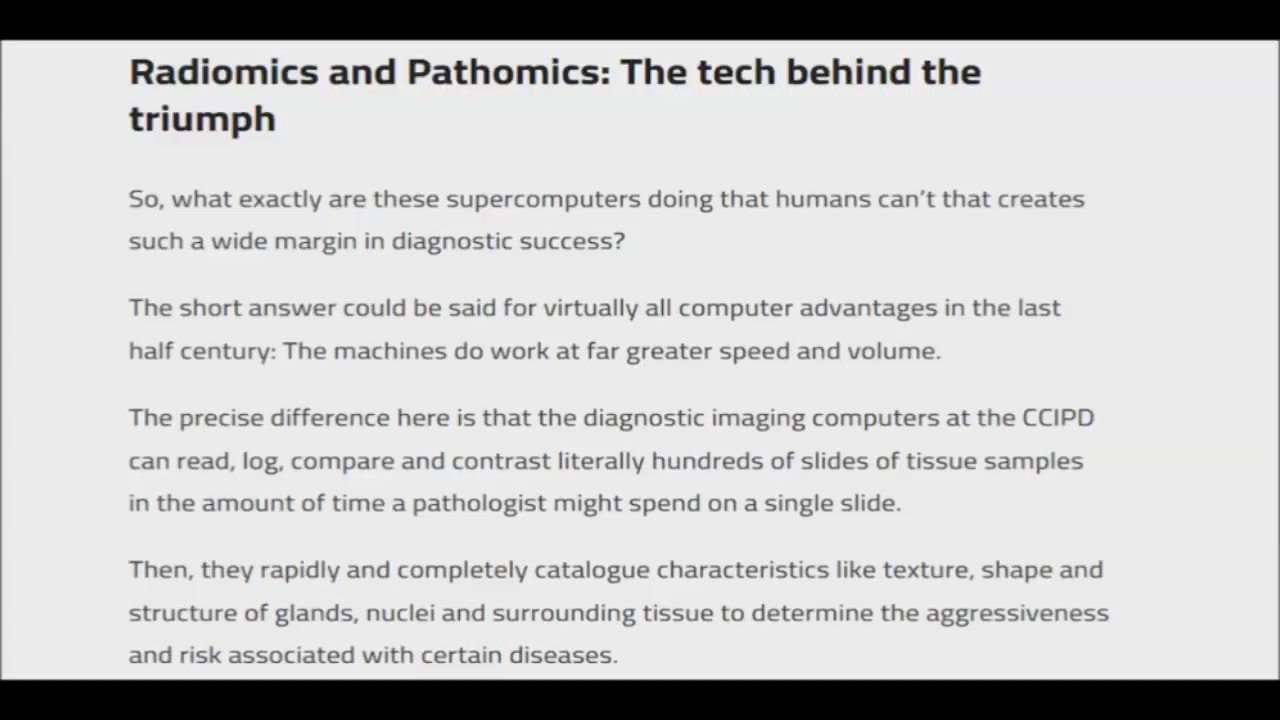 Radiomics and Pathomics: The tech behind the
triumph
So, what exactly are these supercomputers doing that humans can’t that creates
such a wide margin in diagnostic success?
The short answer could be said for virtually all computer advantages in the last
half century: The machines do work at far greater speed and volume.
The precise difference here is that the diagnostic imaging computers at the CCIPD
can read, log, compare and contrast literally hundreds of slides of tissue samples
in the amount of time a pathologist might spend on a single slide.
Then, they rapidly and completely catalogue characteristics like texture, shape and
structure of glands, nuclei and surrounding tissue to determine the aggressiveness
and risk associated with certain diseases.